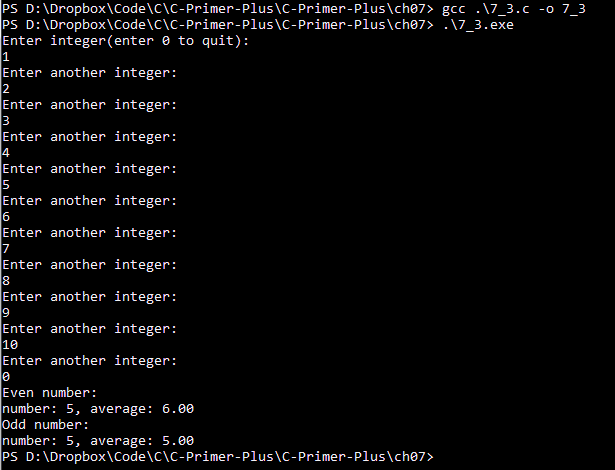 PS D:\Dropbox\Code\C\C-Primer-Plus\C-Primer-Plus\ch07> gcc .\7_3.c -o 7_3
PS D:\Dropbox\Code\C\C-Primer-Plus\C-Primer-Plus\ch07> .\7_3.exe
Enter integer(enter 0 to quit):
1
Enter another integer:
2
Enter another integer:
3
Enter another integer:
4
Enter another integer:
5
Enter another integer:
6
Enter another integer:
7
Enter another integer:
8
Enter another integer:
9
Enter another integer:
10
Enter another integer:
0
Even number:
number: 5, average: 6.00
Odd number:
number: 5, average: 5.00
PS D:\Dropbox\Code\C\C-Primer-Plus\C-Primer-Plus\ch07>